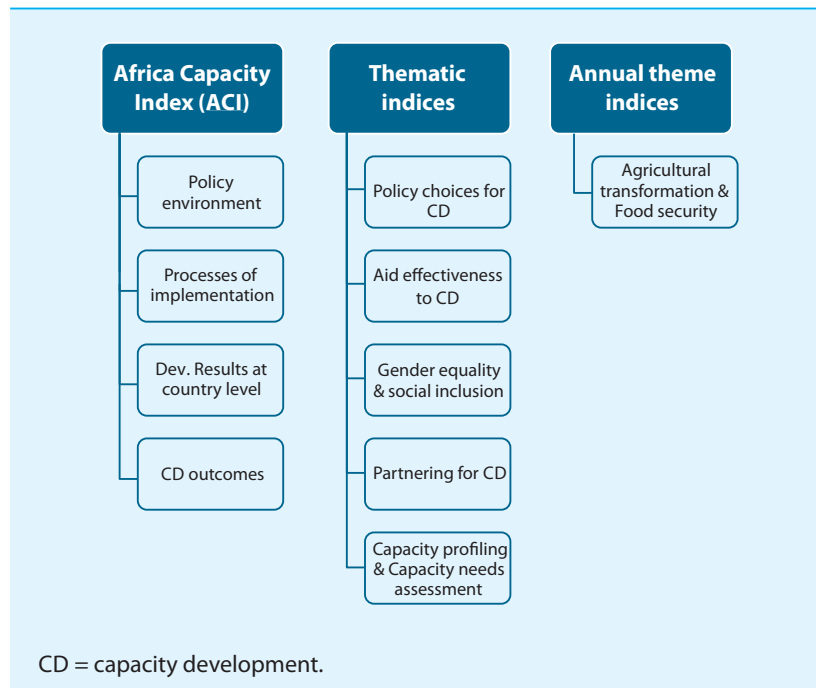 Africa Capacity
Index (ACI)
Policy
environment
Processes of
implementation
Dev. Results at
country level
CD outcomes
Thematic
indices
Policy choices for
CD
Aid effectiveness
to CD
Gender equality
& social inclusion
Partnering for CD
Capacity profiling
& Capacity needs
assessment
Annual theme
indices
Agricultural
transformation &
Food security
CD = capacity development.